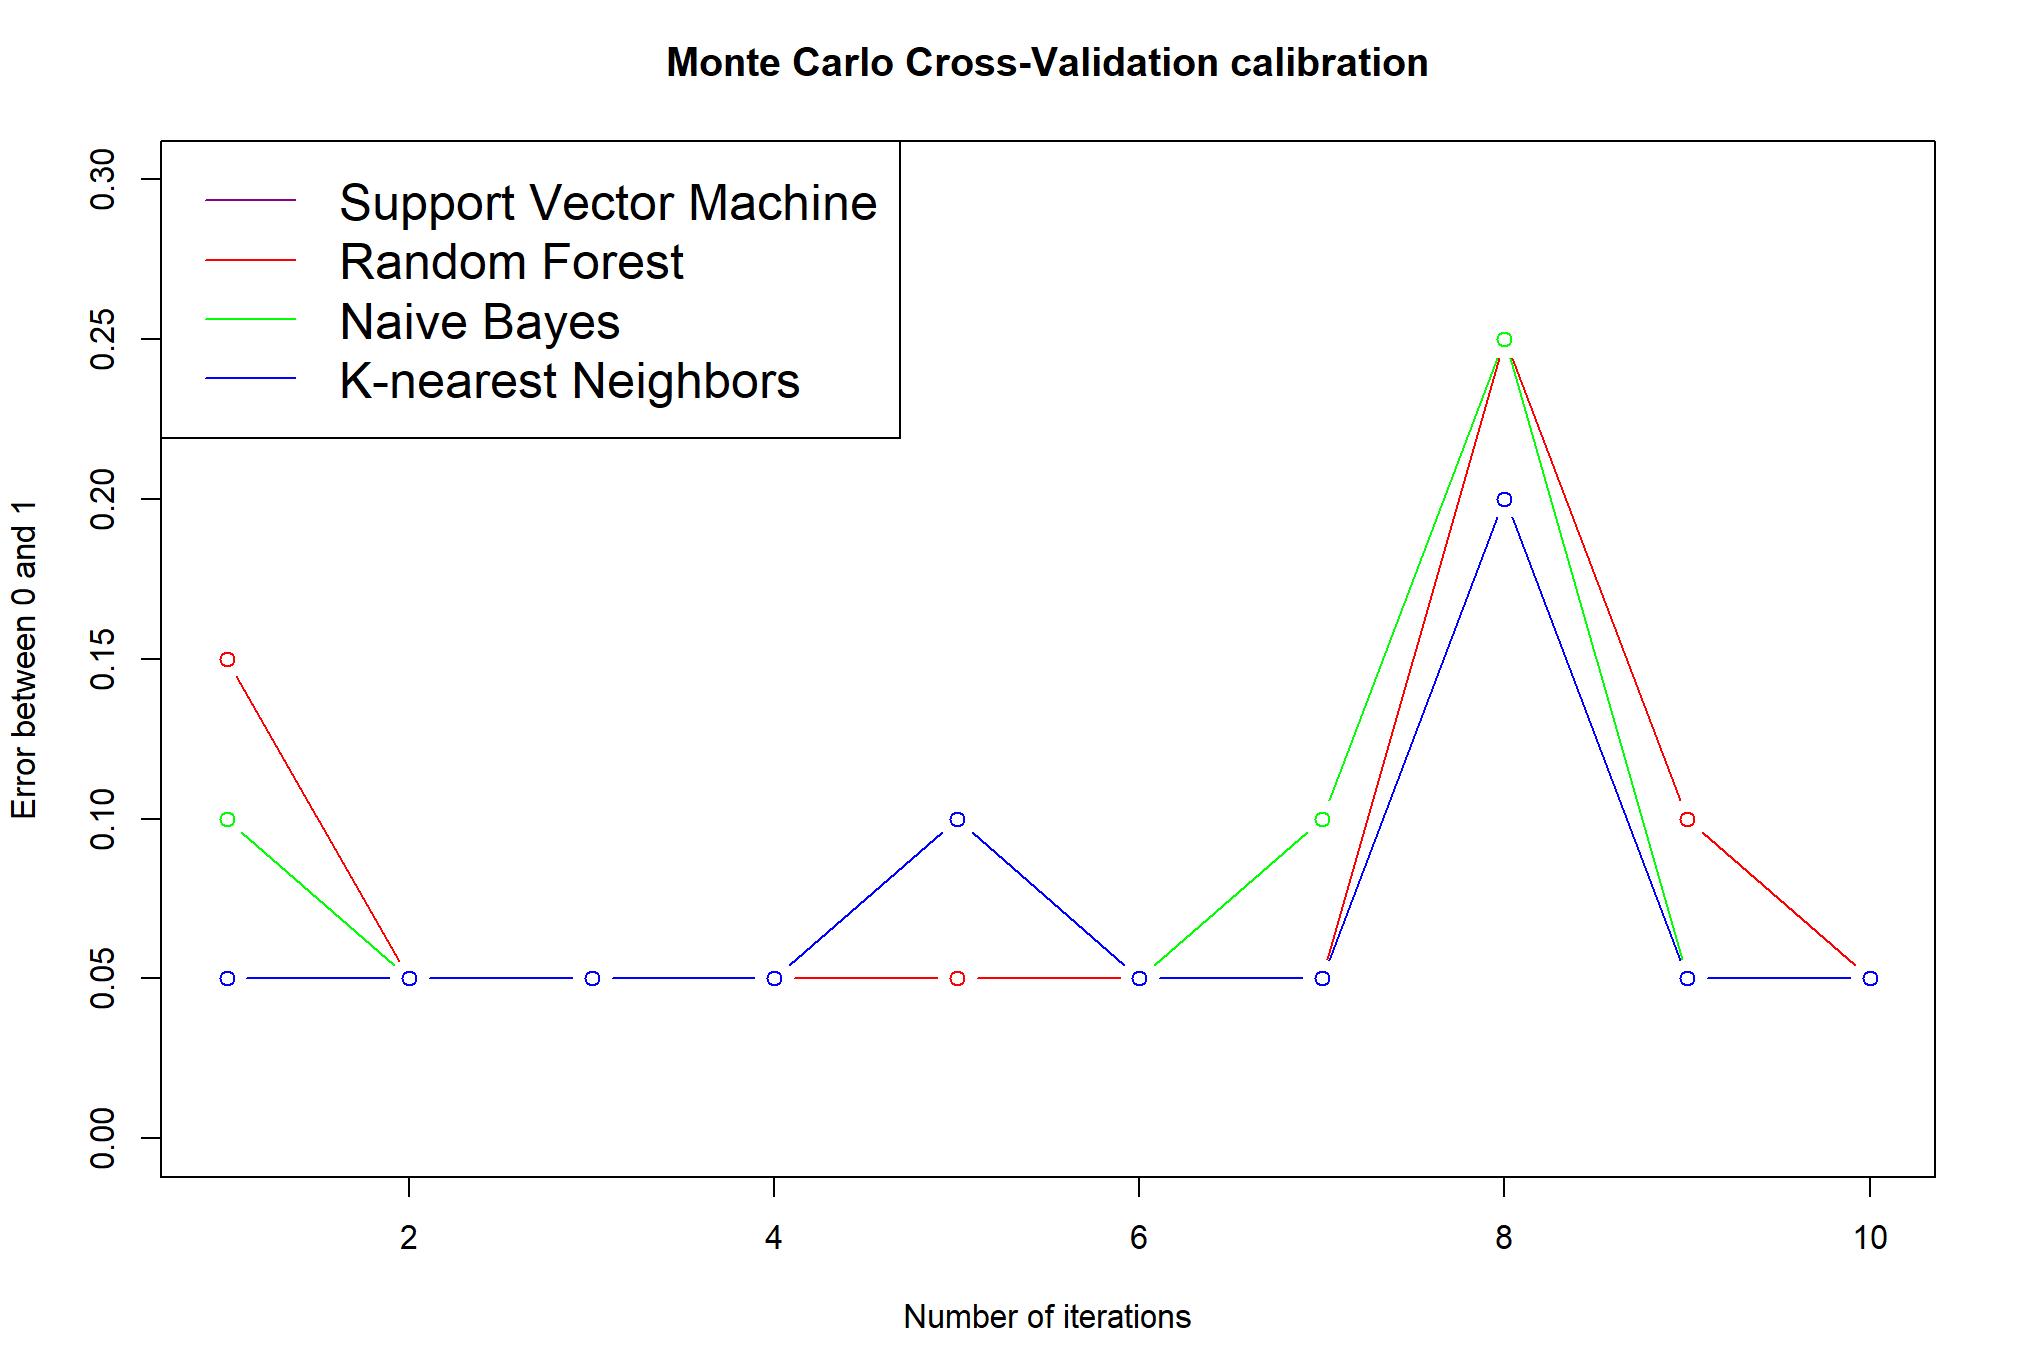 Monte Carlo Cross-Validation calibration
Support Vector Machine
Random Forest
Naive Bayes
K-nearest Neighbors
0.30
0.25
0.20
0.15
0.10
0.05
0.00
Error between 0 and 1
2 4 6 8 10
Number of iterations